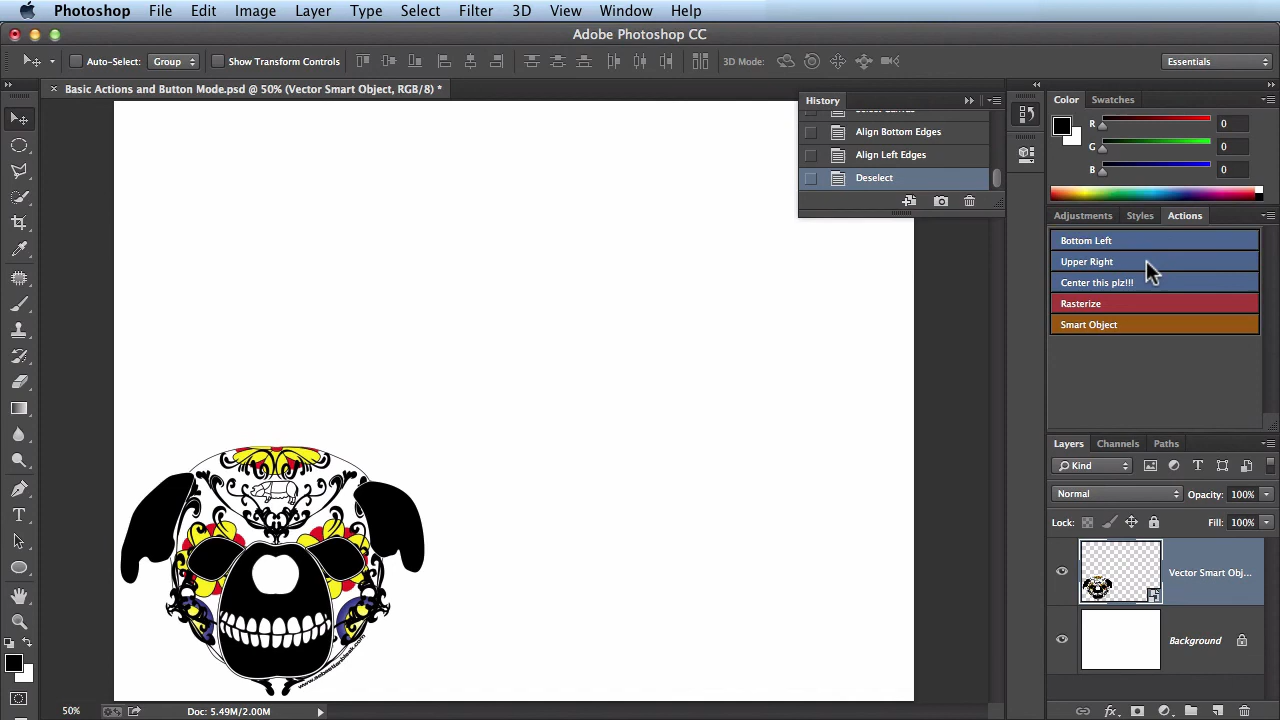 Photoshop File Edit Image Layer Type Select Filter 3D View Window Help
Adobe Photoshop CC
Auto-Select: Group Show Transform Controls 3D Mode: Essentials
Basic Actions and Button Mode.psd @ 50% (Vector Smart Object, RGB/8) *
History
Align Bottom Edges
Align Left Edges
Deselect
Color Swatches
R 0
G 0
B 0
Adjustments Styles Actions
Bottom Left
Upper Right
Center this plz!!!
Rasterize
Smart Object
Layers Channels Paths
Kind
Normal Opacity: 100%
Lock: Fill: 100%
Vector Smart Obj...
Background
50% Doc: 5.49M/2.00M